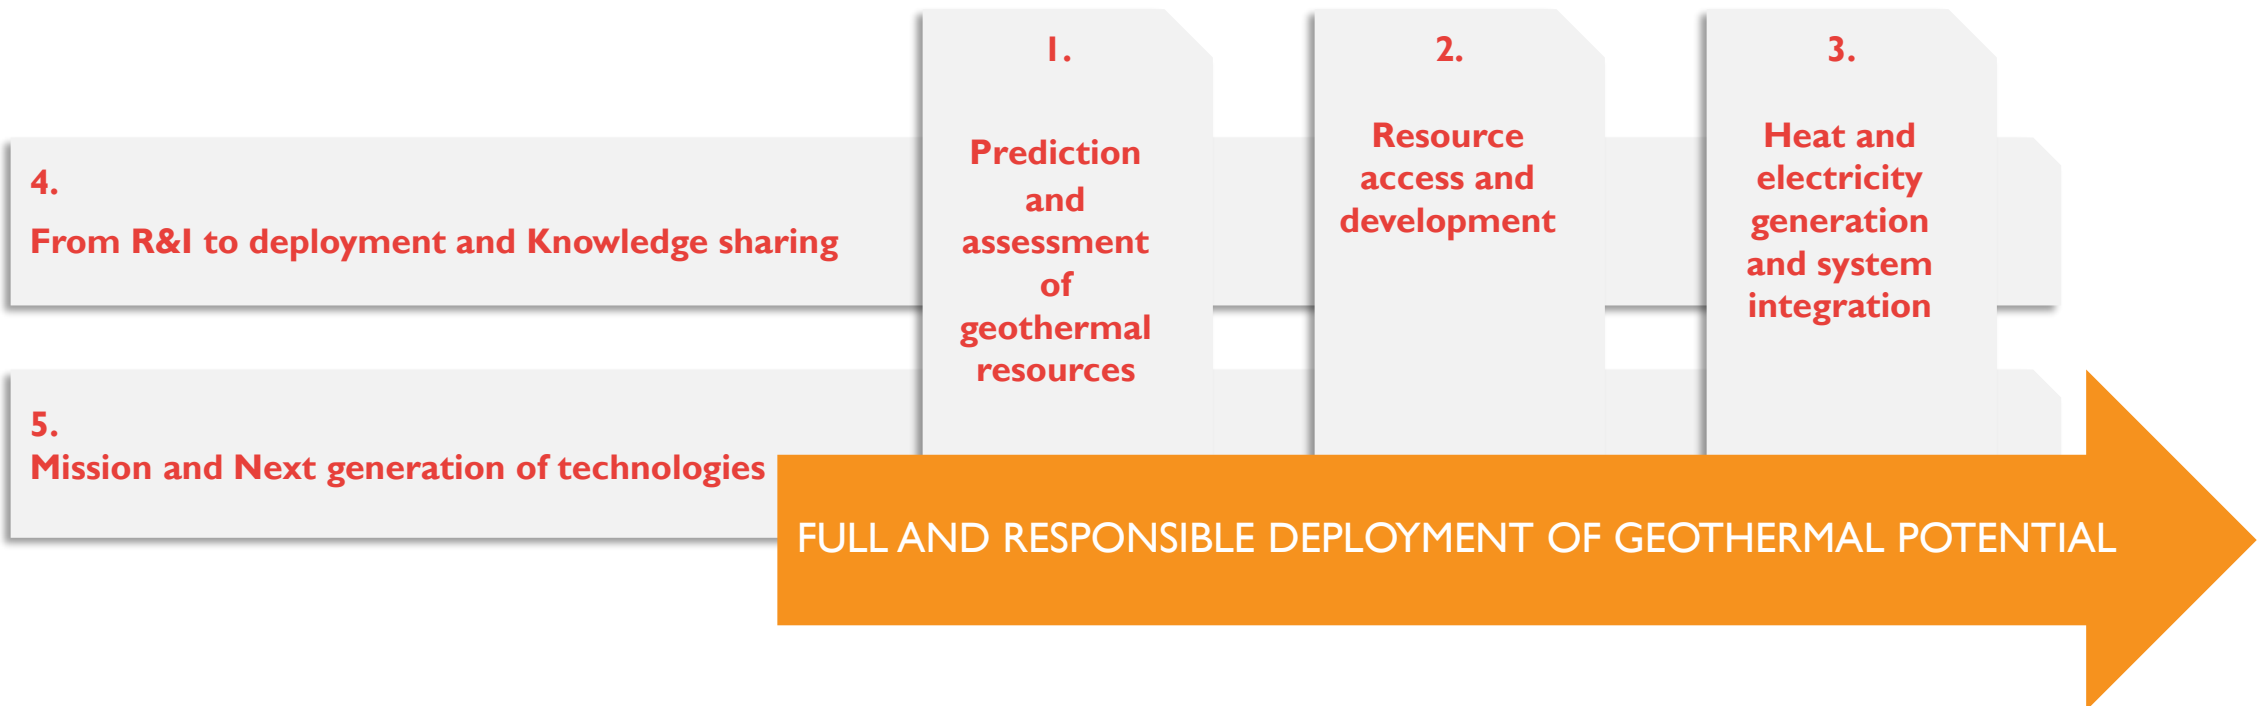 1.
Prediction
and
assessment
of
geothermal
resources
2.
Resource
access and
development
3.
Heat and
electricity
generation
and system
integration
4.
From R&I to deployment and Knowledge sharing
5.
Mission and Next generation of technologies
FULL AND RESPONSIBLE DEPLOYMENT OF GEOTHERMAL POTENTIAL